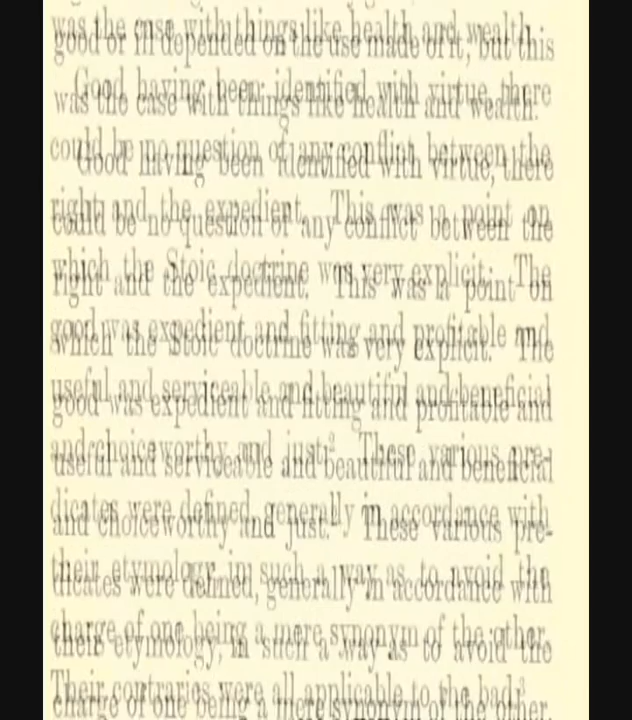 good or ill depended on the use made of it, but this
was the case with things like health and wealth.
Good having been identified with virtue, there
could be no question of any conflict between the
right and the expedient. This was a point on
which the Stoic doctrine was very explicit. The
good was expedient and fitting and profitable and
useful and serviceable and beautiful and beneficial
and choiceworthy and just. These various pre-
dicates were defined, generally in accordance with
their etymology, in such a way as to avoid the
charge of one being a mere synonym of the other.
Their contraries were all applicable to the bad.